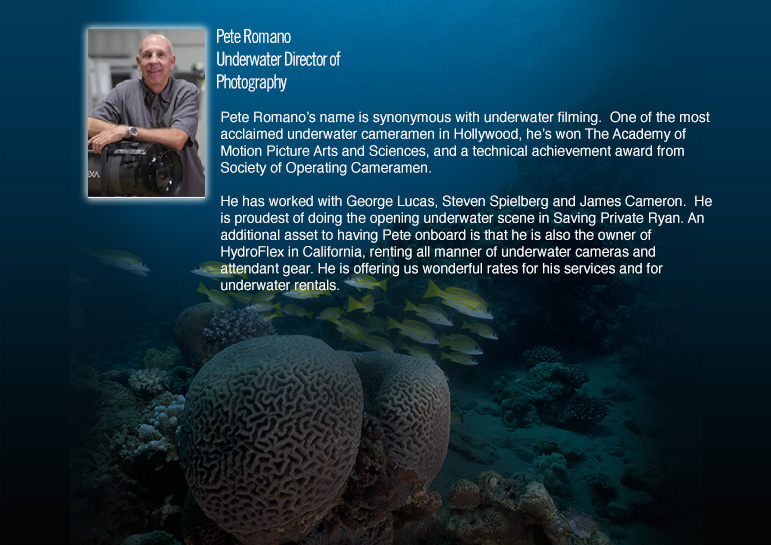 Pete Romano
Underwater Director of
Photography
Pete Romano's name is synonymous with underwater filming.  One of the most
acclaimed underwater cameramen in Hollywood, he's won The Academy of
Motion Picture Arts and Sciences, and a technical achievement award from
Society of Operating Cameramen.
He has worked with George Lucas, Steven Spielberg and James Cameron.  He
is proudest of doing the opening underwater scene in Saving Private Ryan. An
additional asset to having Pete onboard is that he is also the owner of
HydroFlex in California, renting all manner of underwater cameras and
attendant gear. He is offering us wonderful rates for his services and for
underwater rentals.
EXA